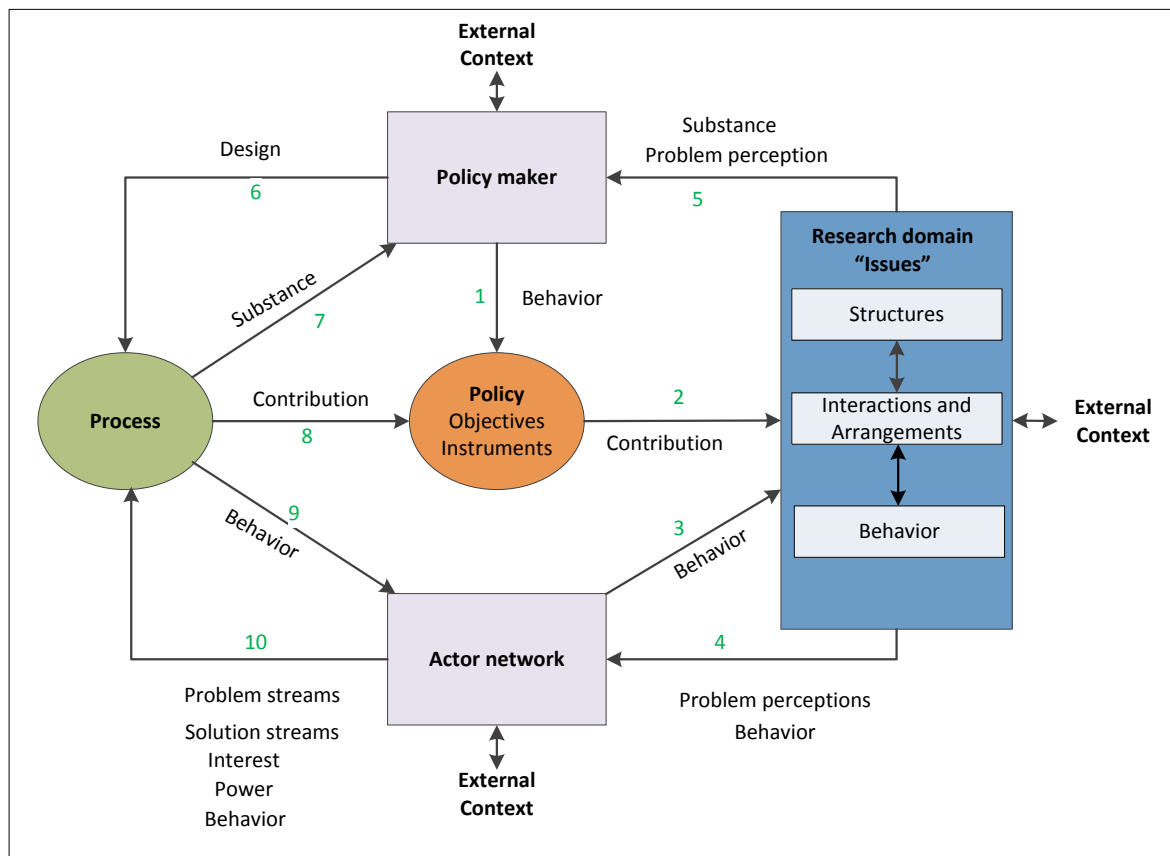 External
Context
Design
6
Policy maker
Substance
Problem perception
5
Research domain
“Issues”
Structures
Substance
7
1
Behavior
Process
Contribution
8
Policy
Objectives
Instruments
2
Contribution
Interactions and
Arrangements
External
Context
9
Behavior
3
Behavior
Behavior
10
Actor network
4
Problem streams
Solution streams
Interest
Power
Behavior
Problem perceptions
Behavior
External
Context